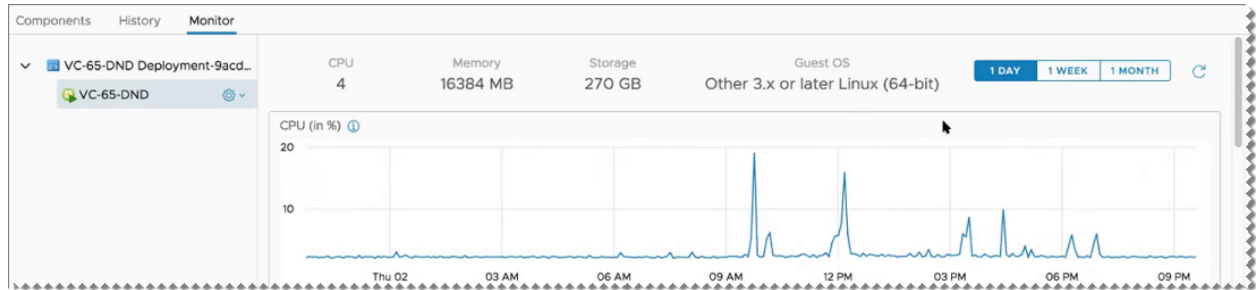 Components History Monitor
VC-65-DND Deployment-9acd...
VC-65-DND
CPU Memory Storage Guest OS
4 16384 MB 270 GB Other 3.x or later Linux (64-bit)
1 DAY 1 WEEK 1 MONTH
CPU (in %)
20
10
Thu 02 03 AM 06 AM 09 AM 12 PM 03 PM 06 PM 09 PM